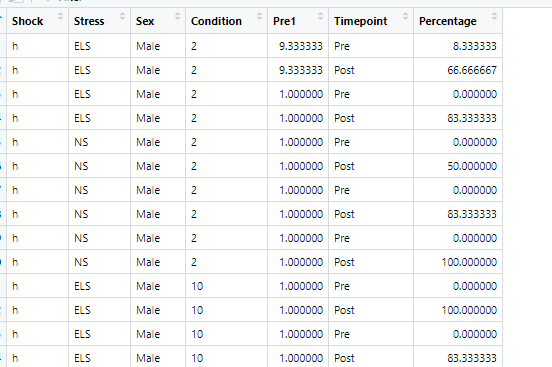 Shock Stress Sex Condition Pre1 Timepoint Percentage
h ELS Male 2 9.333333 Pre 8.333333
h ELS Male 2 9.333333 Post 66.666667
h ELS Male 2 1.000000 Pre 0.000000
h ELS Male 2 1.000000 Post 83.333333
h NS Male 2 1.000000 Pre 0.000000
h NS Male 2 1.000000 Post 50.000000
h NS Male 2 1.000000 Pre 0.000000
h NS Male 2 1.000000 Post 83.333333
h NS Male 2 1.000000 Pre 0.000000
h NS Male 2 1.000000 Post 100.000000
h ELS Male 10 1.000000 Pre 0.000000
h ELS Male 10 1.000000 Post 100.000000
h ELS Male 10 1.000000 Pre 0.000000
h ELS Male 10 1.000000 Post 83.333333